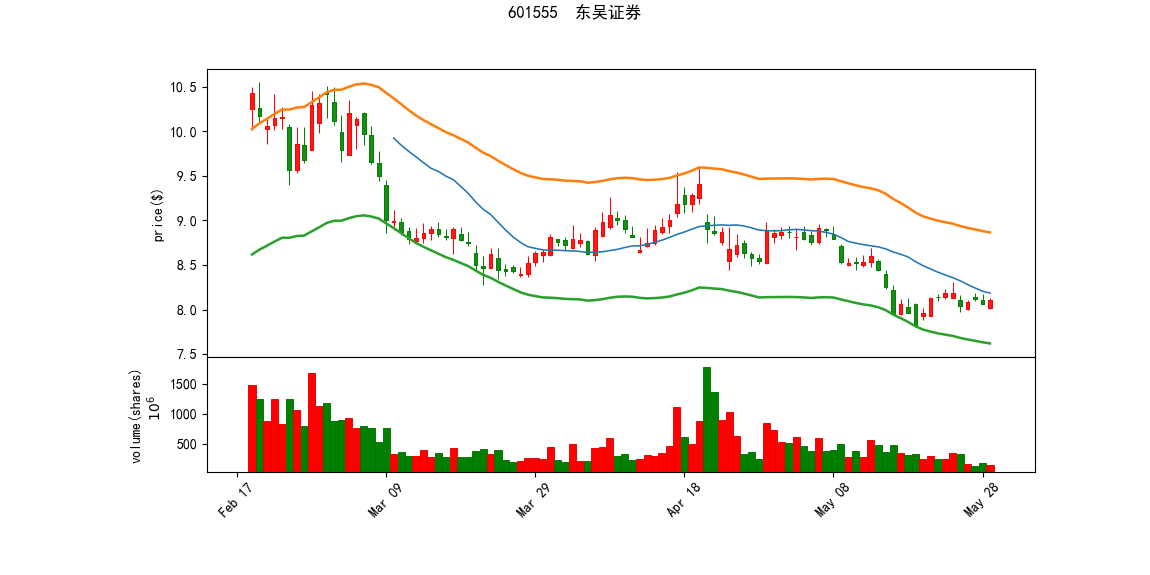 601555 东吴证券
price($)
10.5
10.0
9.5
9.0
8.5
8.0
7.5
volume(shares)
10^6
1500
1000
500
Feb 17
Mar 09
Mar 29
Apr 18
May 08
May 28